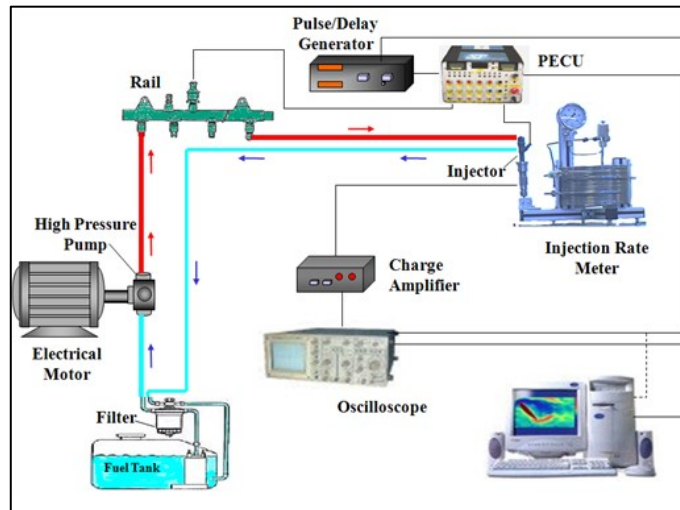 Pulse/Delay
Generator
PECU
Rail
Injector
High Pressure
Pump
Injection Rate
Meter
Charge
Amplifier
Electrical
Motor
Oscilloscope
Filter
Fuel Tank